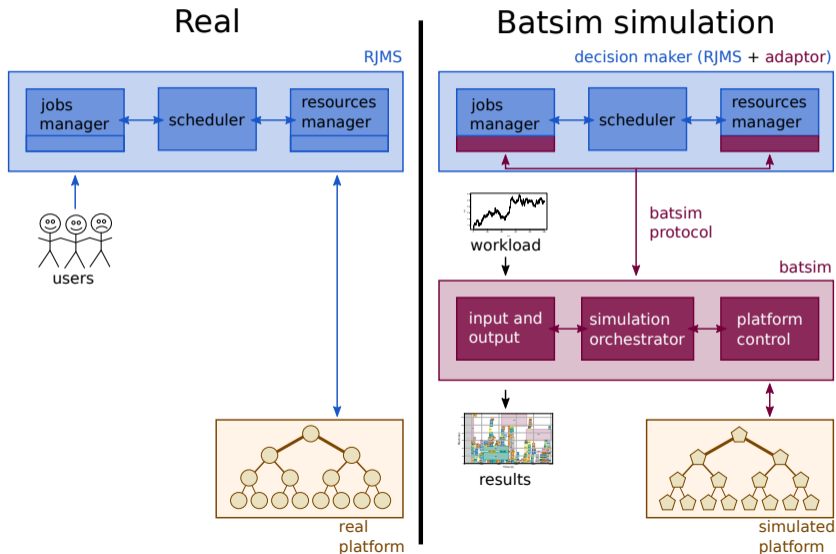 Real
RJMS
jobs
manager
scheduler
resources
manager
users
real
platform
Batsim simulation
decision maker (RJMS + adaptor)
jobs
manager
scheduler
resources
manager
workload
batsim
protocol
batsim
input and
output
simulation
orchestrator
platform
control
results
simulated
platform